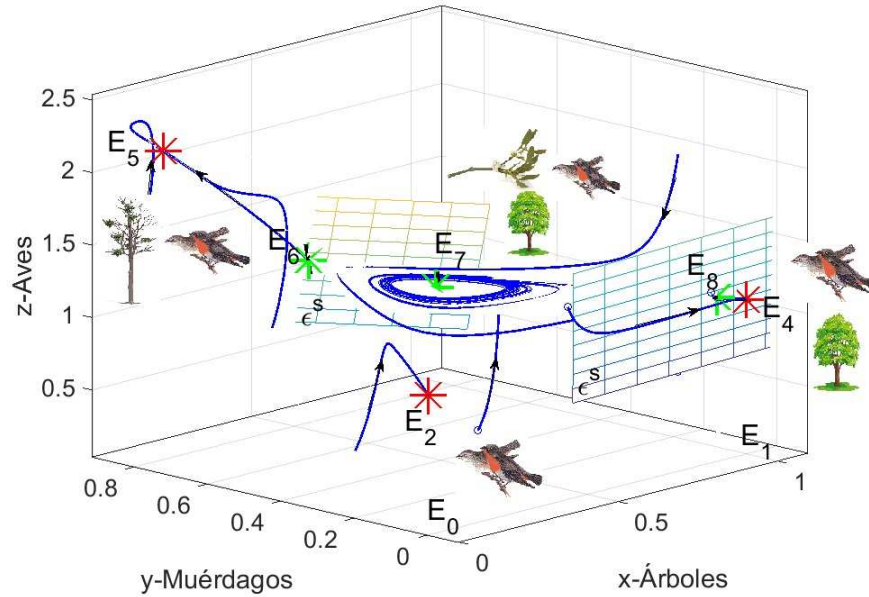 2.5
2
1.5
1
0.5
z-Aves
E5
E6
E7
E8
E4
ϵs
ϵs
E2
E1
E0
0.8
0.6
0.4
0.2
0
0
0.5
1
y-Muérdagos
x-Árboles